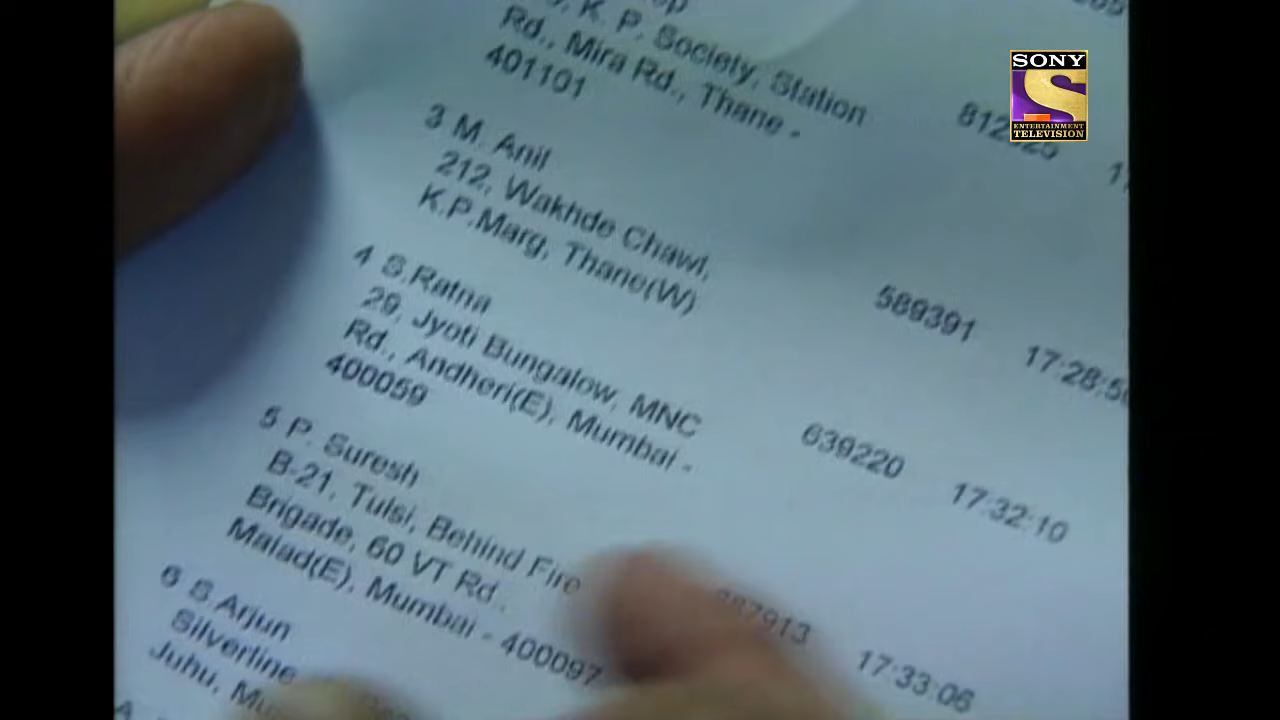 K. P. Society, Station
Rd., Mira Rd., Thane -
401101
3 M. Anil
212, Wakhde Chawl,
K.P.Marg, Thane(W)
589391 17:28:5
4 S.Ratna
29, Jyoti Bungalow, MNC
Rd., Andheri(E), Mumbai -
400059
639220 17:32:10
5 P. Suresh
B-21, Tulsi, Behind Fire
Brigade, 60 VT Rd.
Malad(E), Mumbai - 400097
7913 17:33:06
6 S Arjun
Silverline
Juhu,
SONY
ENTERTAINMENT
TELEVISION